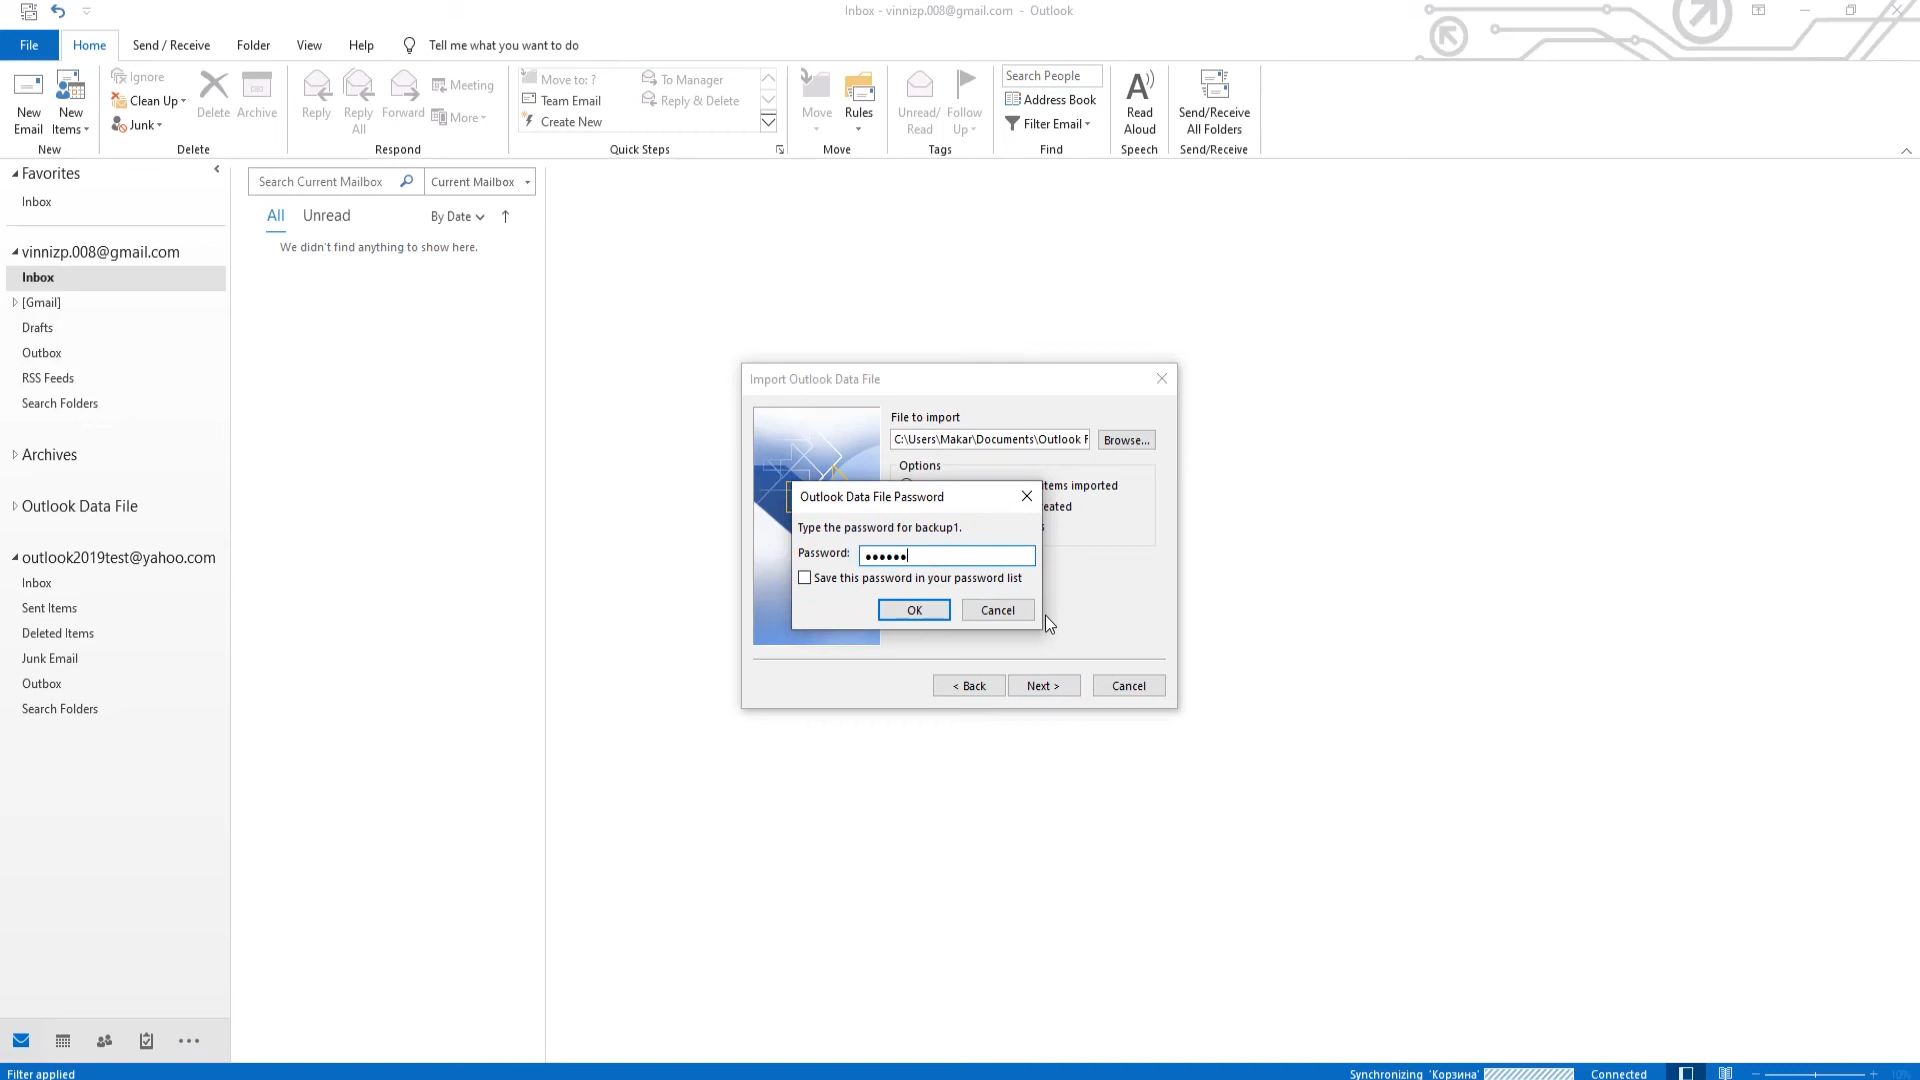 Inbox - vinnizp.008@gmail.com - Outlook
File Home Send / Receive Folder View Help Tell me what you want to do
New Email
New Items
Ignore
Clean Up
Junk
Delete
Archive
Reply
Reply All
Forward
Meeting
More
Move to: ?
Team Email
Create New
To Manager
Reply & Delete
Move
Rules
Unread/ Read
Follow Up
Search People
Address Book
Filter Email
Read Aloud
Send/Receive All Folders
New Delete Respond Quick Steps Move Tags Find Speech Send/Receive
Favorites
Inbox
vinnizp.008@gmail.com
Inbox
[Gmail]
Drafts
Outbox
RSS Feeds
Search Folders
Archives
Outlook Data File
outlook2019test@yahoo.com
Inbox
Sent Items
Deleted Items
Junk Email
Outbox
Search Folders
Search Current Mailbox Current Mailbox
All Unread By Date
We didn't find anything to show here.
Import Outlook Data File
File to import
C:\Users\Makar\Documents\Outlook F Browse...
Options
items imported
eated
s
Outlook Data File Password
Type the password for backup1.
Password: ••••••
Save this password in your password list
OK Cancel
< Back Next > Cancel
Filter applied Synchronizing 'Корзина' Connected